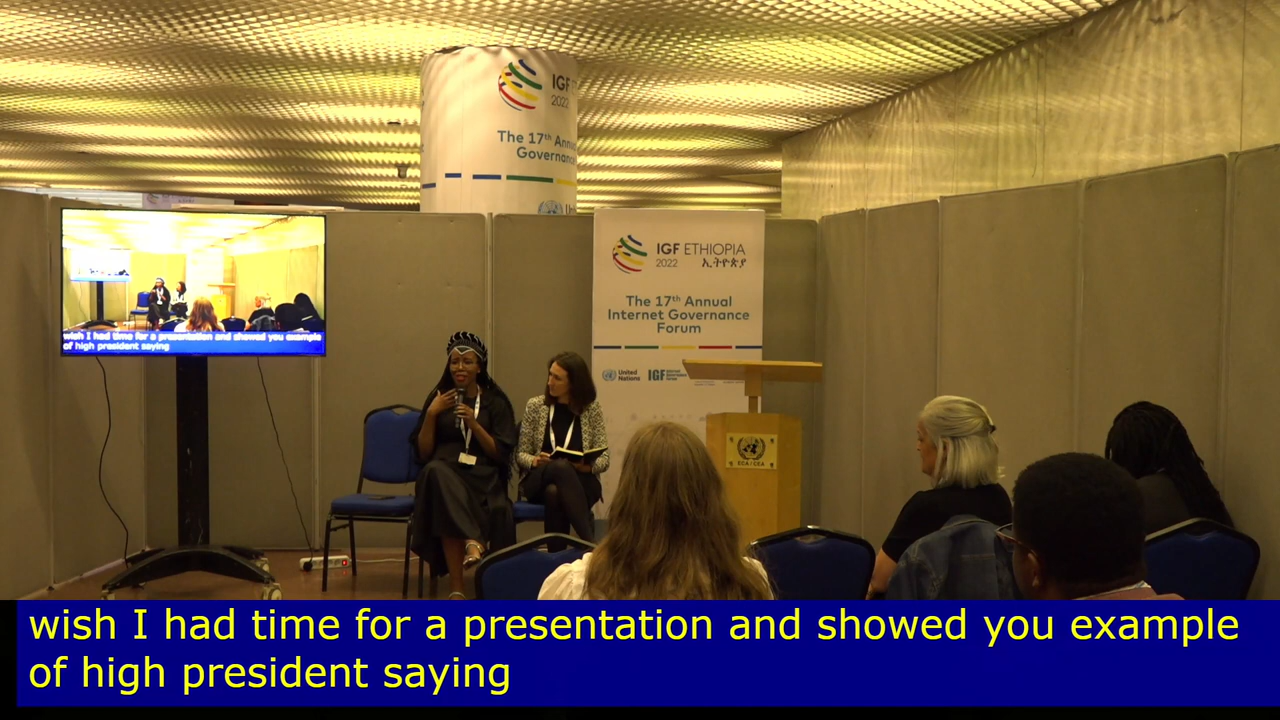 IGF
2022
The 17th Annu
Governanc
IGF ETHIOPIA
2022 ኢትዮጵያ
The 17th Annual
Internet Governance
Forum
United
Nations
IGF
ECA/CEA
wish I had time for a presentation and showed you example
of high president saying
wish I had time for a presentation and showed you example
of high president saying